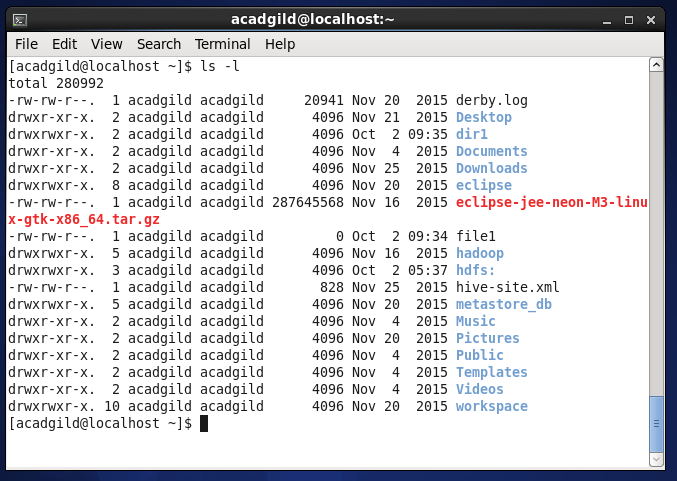 acadgild@localhost:~
File Edit View Search Terminal Help
[acadgild@localhost ~]$ ls -l
total 280992
-rw-rw-r--.  1 acadgild acadgild     20941 Nov 20  2015 derby.log
drwxr-xr-x.  2 acadgild acadgild      4096 Nov 21  2015 Desktop
drwxrwxr-x.  2 acadgild acadgild      4096 Oct  2 09:35 dir1
drwxr-xr-x.  2 acadgild acadgild      4096 Nov  4  2015 Documents
drwxr-xr-x.  2 acadgild acadgild      4096 Nov 25  2015 Downloads
drwxrwxr-x.  8 acadgild acadgild      4096 Nov 20  2015 eclipse
-rw-rw-r--.  1 acadgild acadgild 287645568 Nov 16  2015 eclipse-jee-neon-M3-linu
x-gtk-x86_64.tar.gz
-rw-rw-r--.  1 acadgild acadgild         0 Oct  2 09:34 file1
drwxrwxr-x.  5 acadgild acadgild      4096 Nov 16  2015 hadoop
drwxrwxr-x.  3 acadgild acadgild      4096 Oct  2 05:37 hdfs:
-rw-rw-r--.  1 acadgild acadgild       828 Nov 25  2015 hive-site.xml
drwxrwxr-x.  5 acadgild acadgild      4096 Nov 20  2015 metastore_db
drwxr-xr-x.  2 acadgild acadgild      4096 Nov  4  2015 Music
drwxr-xr-x.  2 acadgild acadgild      4096 Nov 20  2015 Pictures
drwxr-xr-x.  2 acadgild acadgild      4096 Nov  4  2015 Public
drwxr-xr-x.  2 acadgild acadgild      4096 Nov  4  2015 Templates
drwxr-xr-x.  2 acadgild acadgild      4096 Nov  4  2015 Videos
drwxrwxr-x. 10 acadgild acadgild      4096 Nov 20  2015 workspace
[acadgild@localhost ~]$